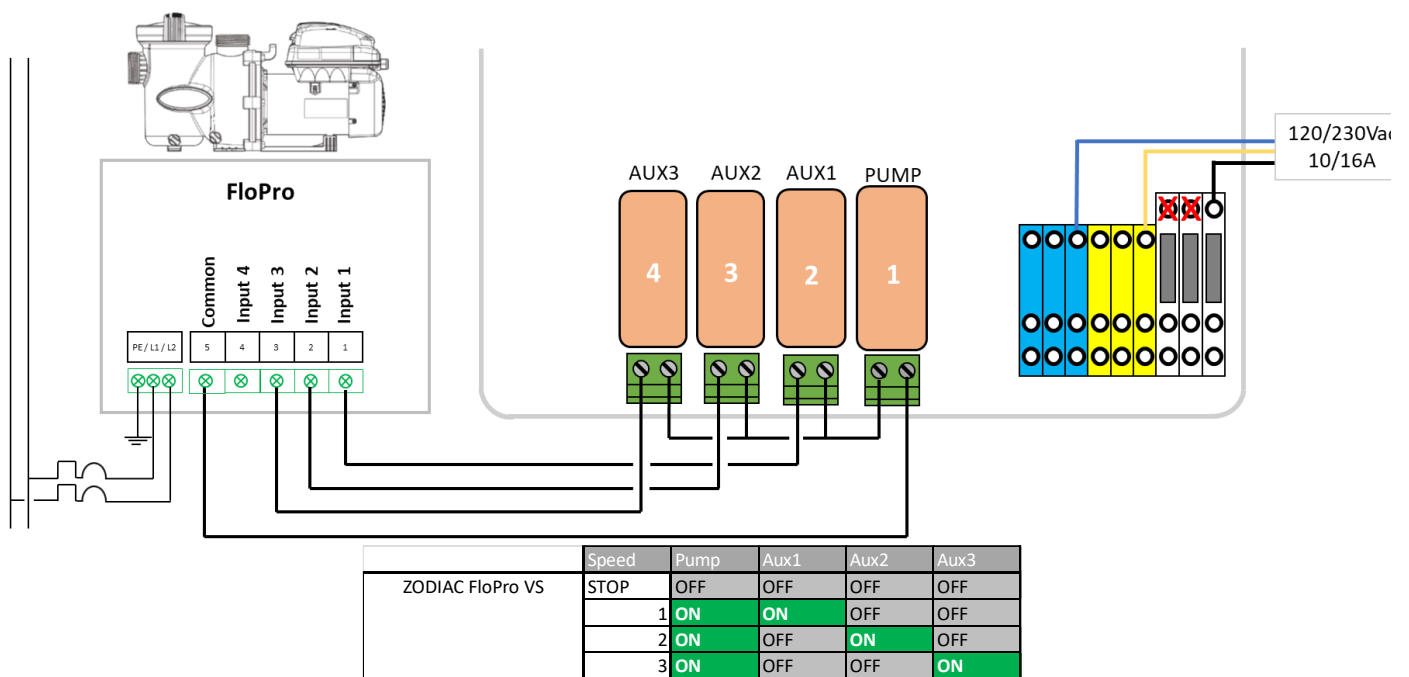 120/230Vac
10/16A
AUX3 AUX2 AUX1 PUMP
FloPro
4 3 2 1
Common Input 4 Input 3 Input 2 Input 1
PE / L1 / L2 5 4 3 2 1
Speed Pump Aux1 Aux2 Aux3
ZODIAC FloPro VS STOP OFF OFF OFF OFF
1 ON ON OFF OFF
2 ON OFF ON OFF
3 ON OFF OFF ON